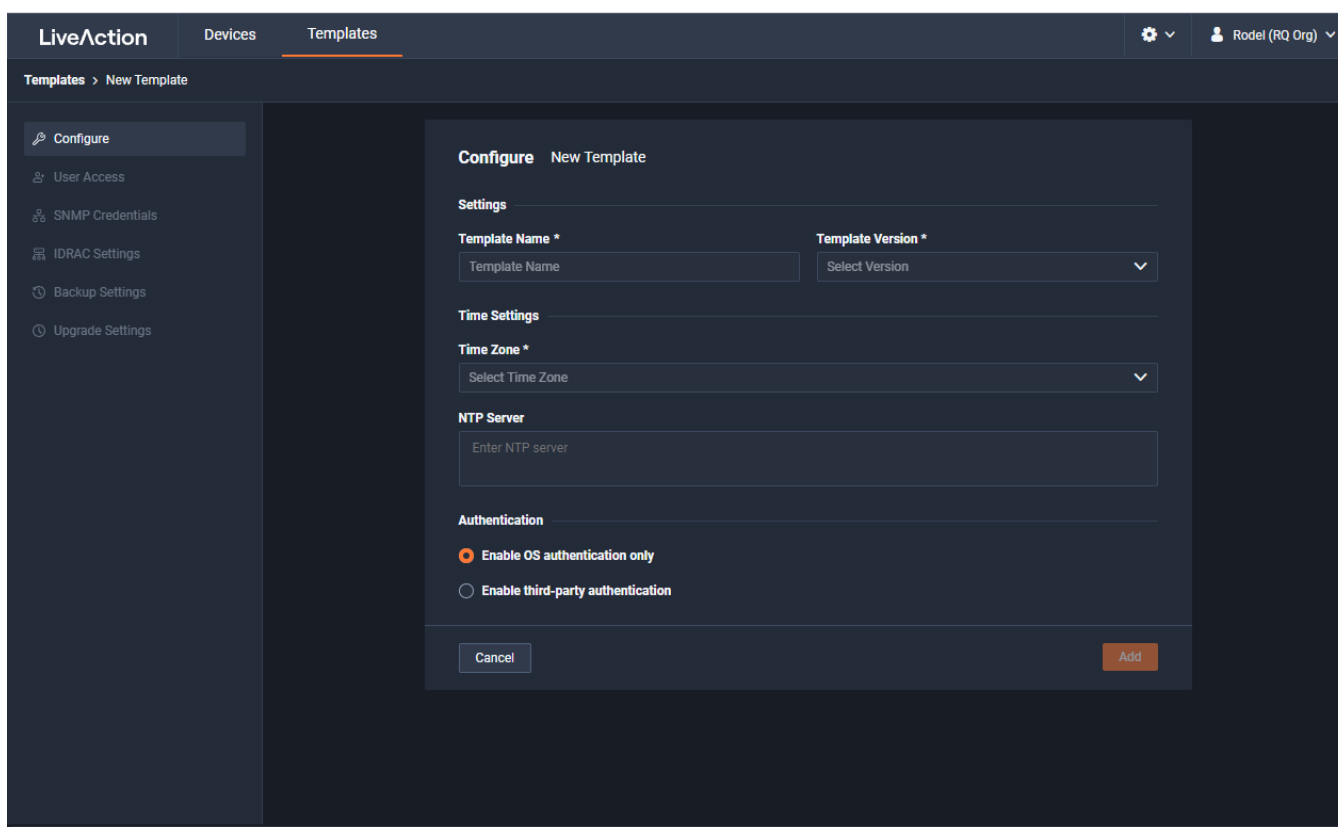 LiveAction
Devices
Templates
Rodel (RQ Org)
Templates > New Template
Configure
User Access
SNMP Credentials
IDRAC Settings
Backup Settings
Upgrade Settings
Configure New Template
Settings
Template Name *
Template Version *
Template Name
Select Version
Time Settings
Time Zone *
Select Time Zone
NTP Server
Enter NTP server
Authentication
Enable OS authentication only
Enable third-party authentication
Cancel
Add